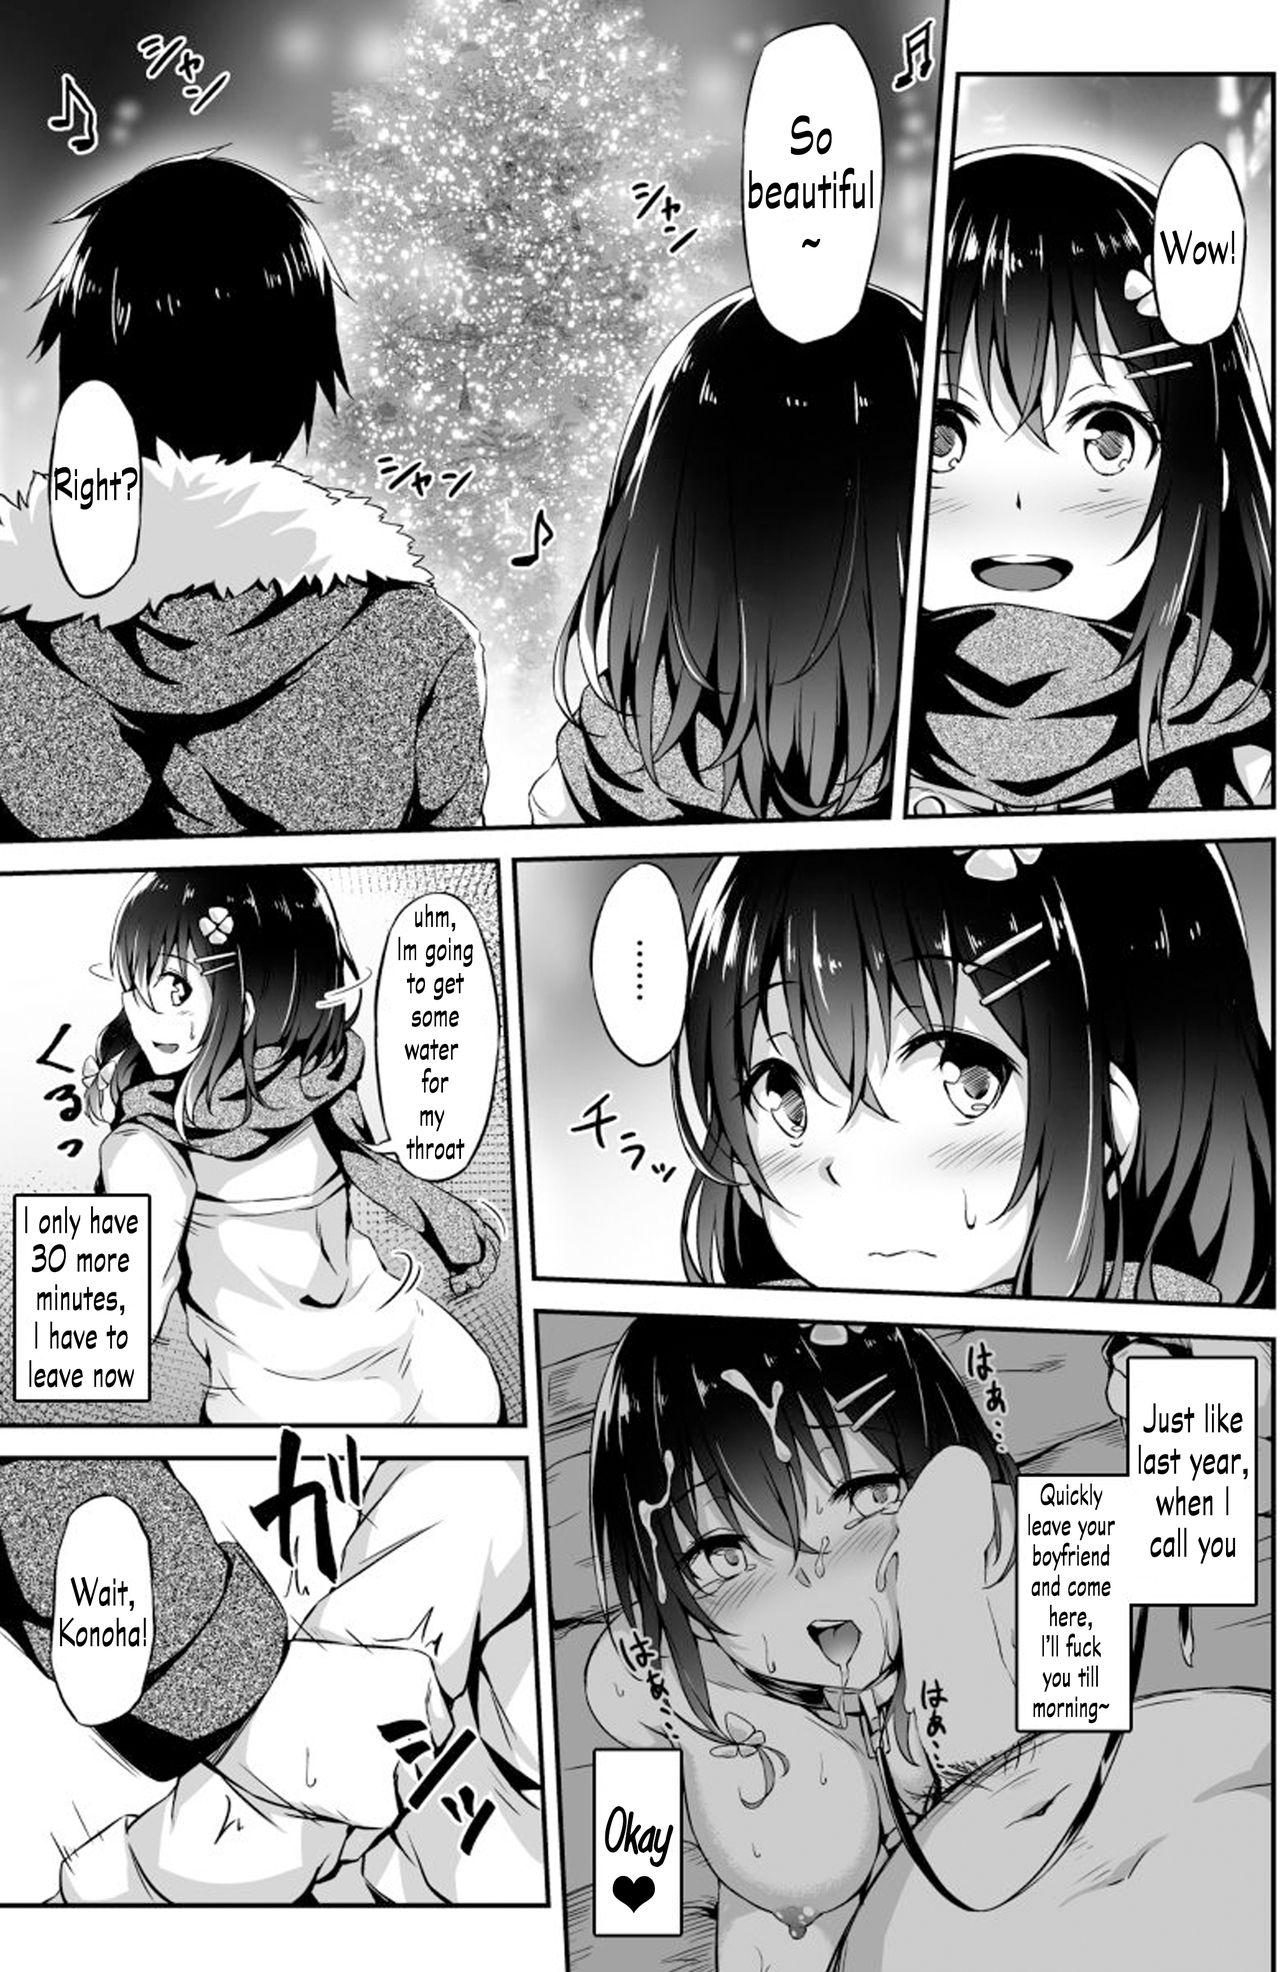 Wow!
So
beautiful
~
Right?
シャン
シャン
シャン
……
チラッ
uhm,
Im going
to get
some
water
for
my
throat
くるっ
I only have
30 more
minutes,
I have to
leave now
Just like
last year,
when I
call you
Quickly
leave your
boyfriend
and come
here,
I'll fuck
you till
morning~
はぁ…
はぁ…
はぁ…
Okay
♥
ガッ
Wait,
Konoha!